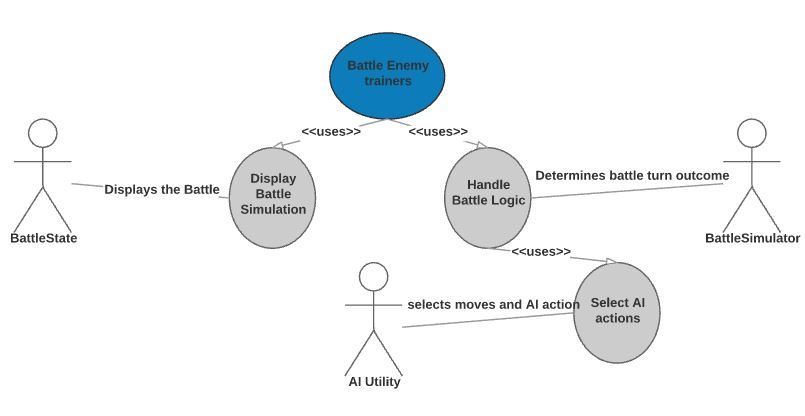 Battle Enemy
trainers
<<uses>>
<<uses>>
Display
Battle
Simulation
Handle
Battle Logic
Displays the Battle
Determines battle turn outcome
BattleState
BattleSimulator
<<uses>>
selects moves and AI action
Select AI
actions
AI Utility